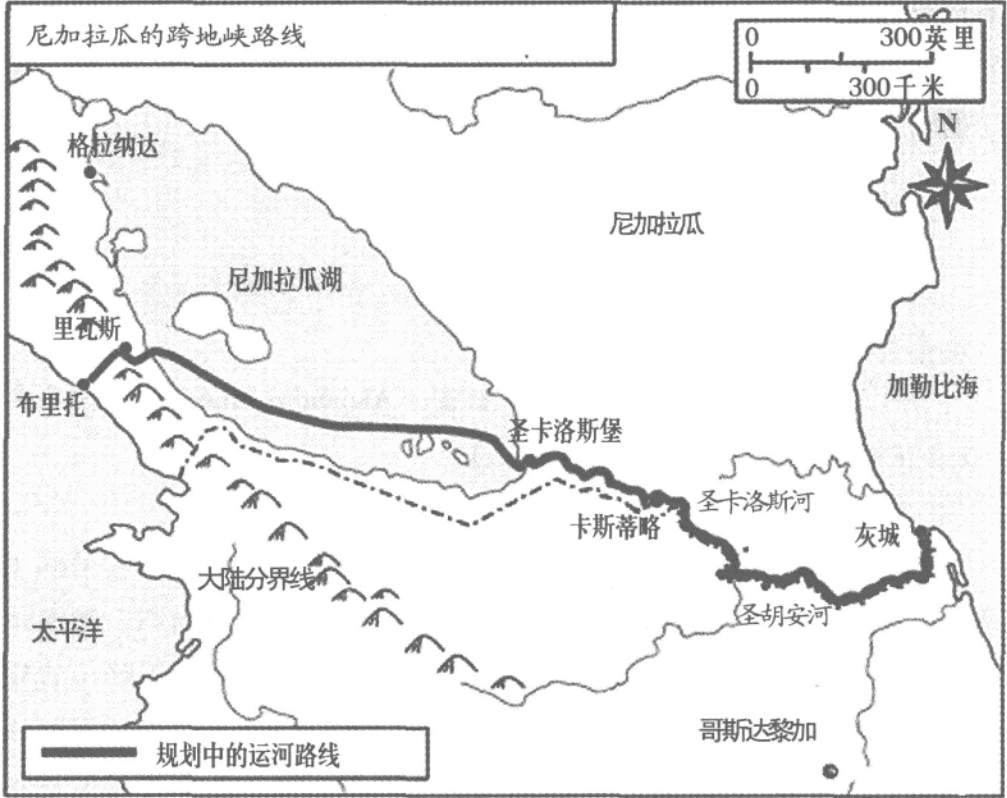 尼加拉瓜的跨地峡路线
0 300英里
0 300千米
N
格拉纳达
尼加拉瓜
尼加拉瓜湖
里瓦斯
布里托
加勒比海
圣卡洛斯堡
圣卡洛斯河
卡斯蒂略
灰城
大陆分界线
圣胡安河
太平洋
哥斯达黎加
规划中的运河路线